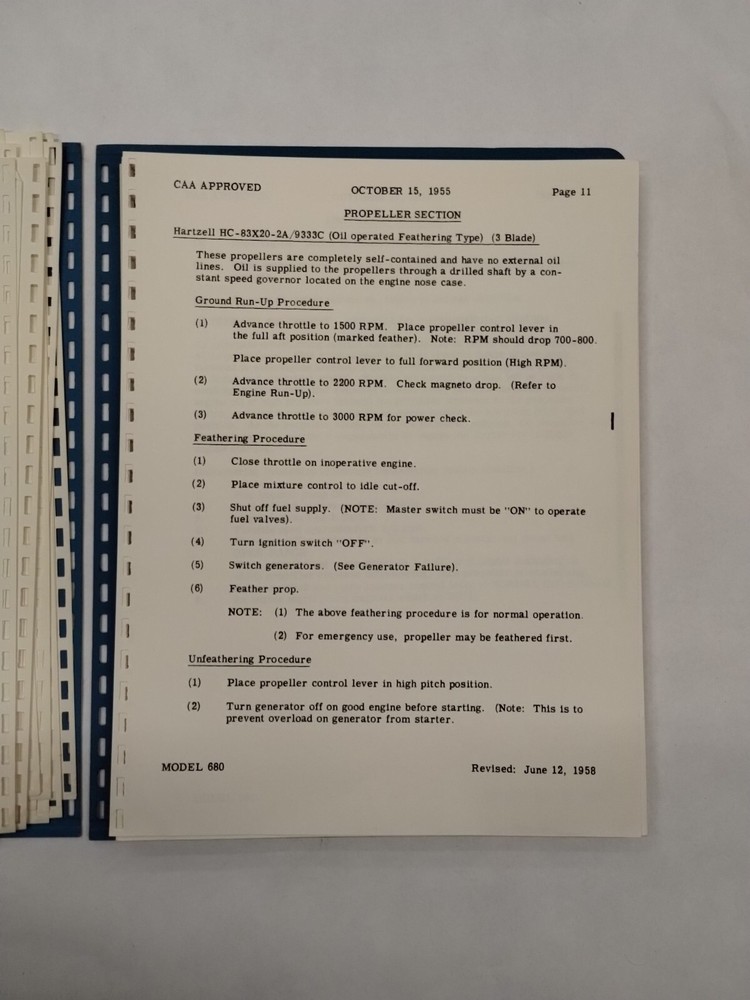 CAA APPROVED
OCTOBER 15, 1955
Page 11
PROPELLER SECTION
Hartzell HC-83X20-2A/9333C (Oil operated Feathering Type) (3 Blade)
These propellers are completely self-contained and have no external oil
lines. Oil is supplied to the propellers through a drilled shaft by a con-
stant speed governor located on the engine nose case.
Ground Run-Up Procedure
(1) Advance throttle to 1500 RPM. Place propeller control lever in
the full aft position (marked feather). Note: RPM should drop 700-800.
Place propeller control lever to full forward position (High RPM).
(2) Advance throttle to 2200 RPM. Check magneto drop. (Refer to
Engine Run-Up).
(3) Advance throttle to 3000 RPM for power check.
Feathering Procedure
(1) Close throttle on inoperative engine.
(2) Place mixture control to idle cut-off.
(3) Shut off fuel supply. (NOTE: Master switch must be "ON" to operate
fuel valves).
(4) Turn ignition switch "OFF".
(5) Switch generators. (See Generator Failure).
(6) Feather prop.
NOTE: (1) The above feathering procedure is for normal operation.
(2) For emergency use, propeller may be feathered first.
Unfeathering Procedure
(1) Place propeller control lever in high pitch position.
(2) Turn generator off on good engine before starting. (Note: This is to
prevent overload on generator from starter.
MODEL 680
Revised: June 12, 1958